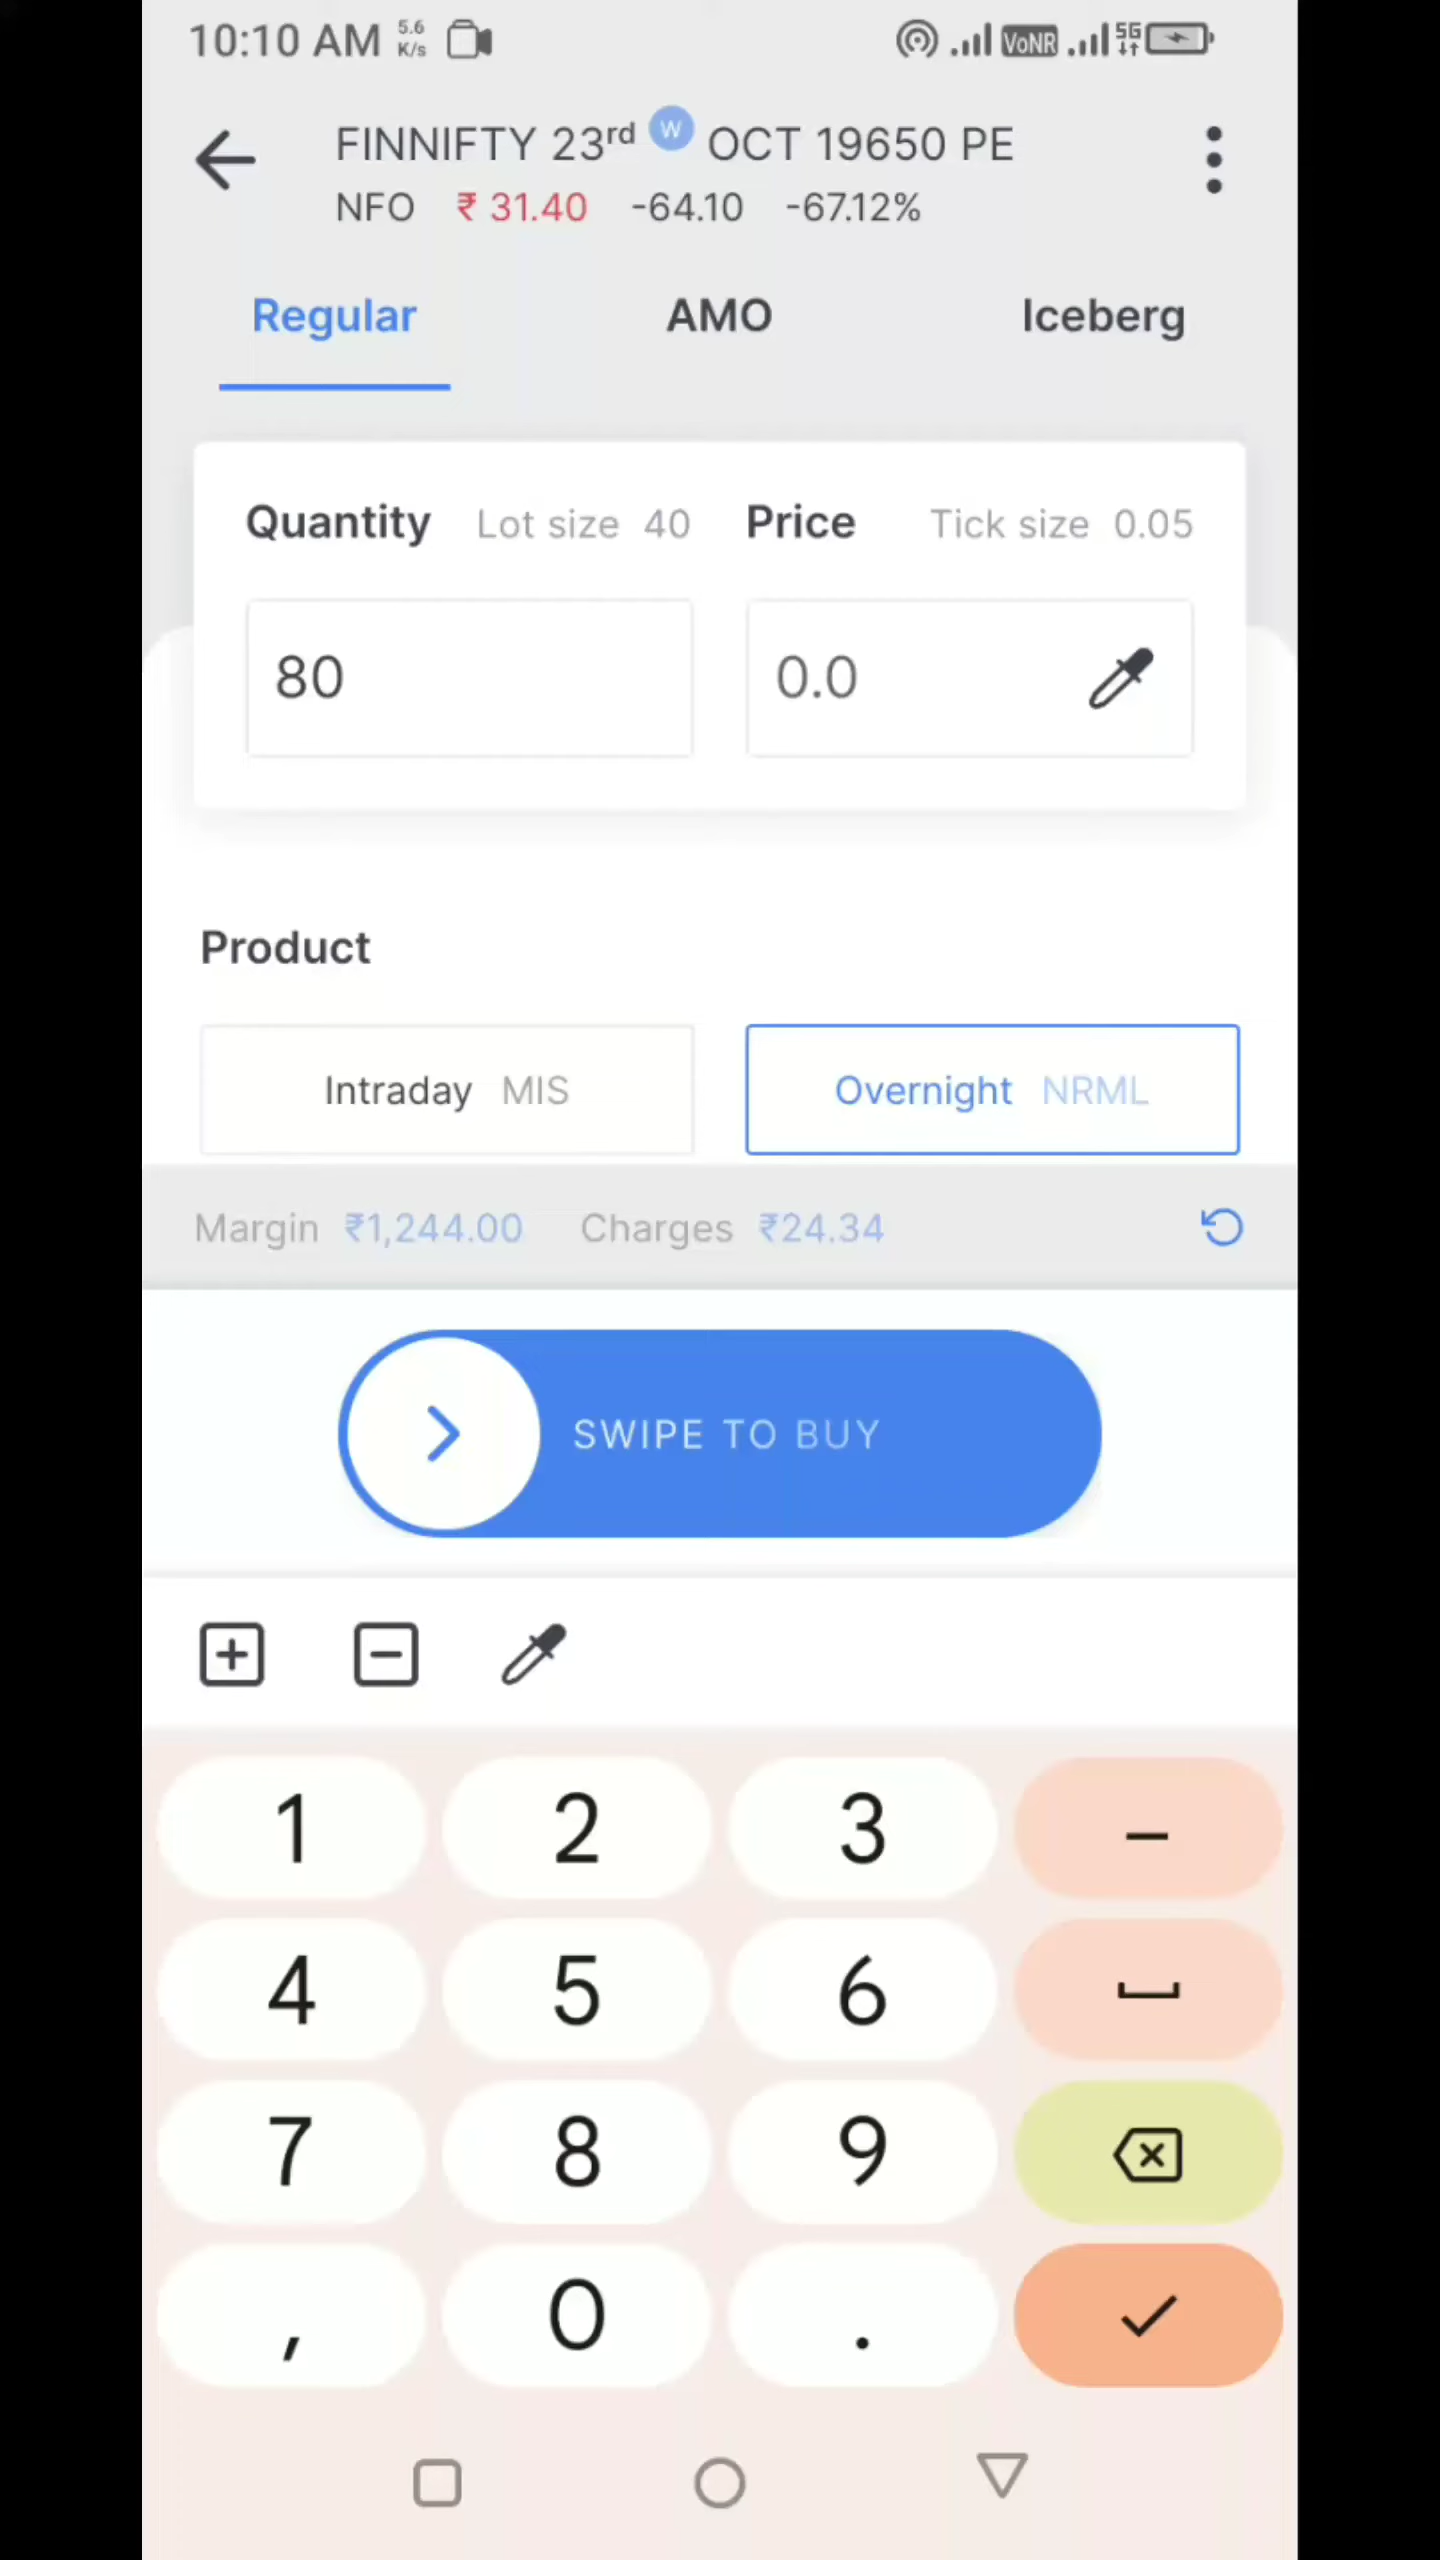 10:10 AM 5.6 K/s VoNR 5G
FINNIFTY 23rd W OCT 19650 PE
NFO ₹ 31.40 -64.10 -67.12%
Regular AMO Iceberg
Quantity Lot size 40 Price Tick size 0.05
80 0.0
Product
Intraday MIS Overnight NRML
Margin ₹1,244.00 Charges ₹24.34
SWIPE TO BUY
1 2 3 –
4 5 6
7 8 9
, 0 .